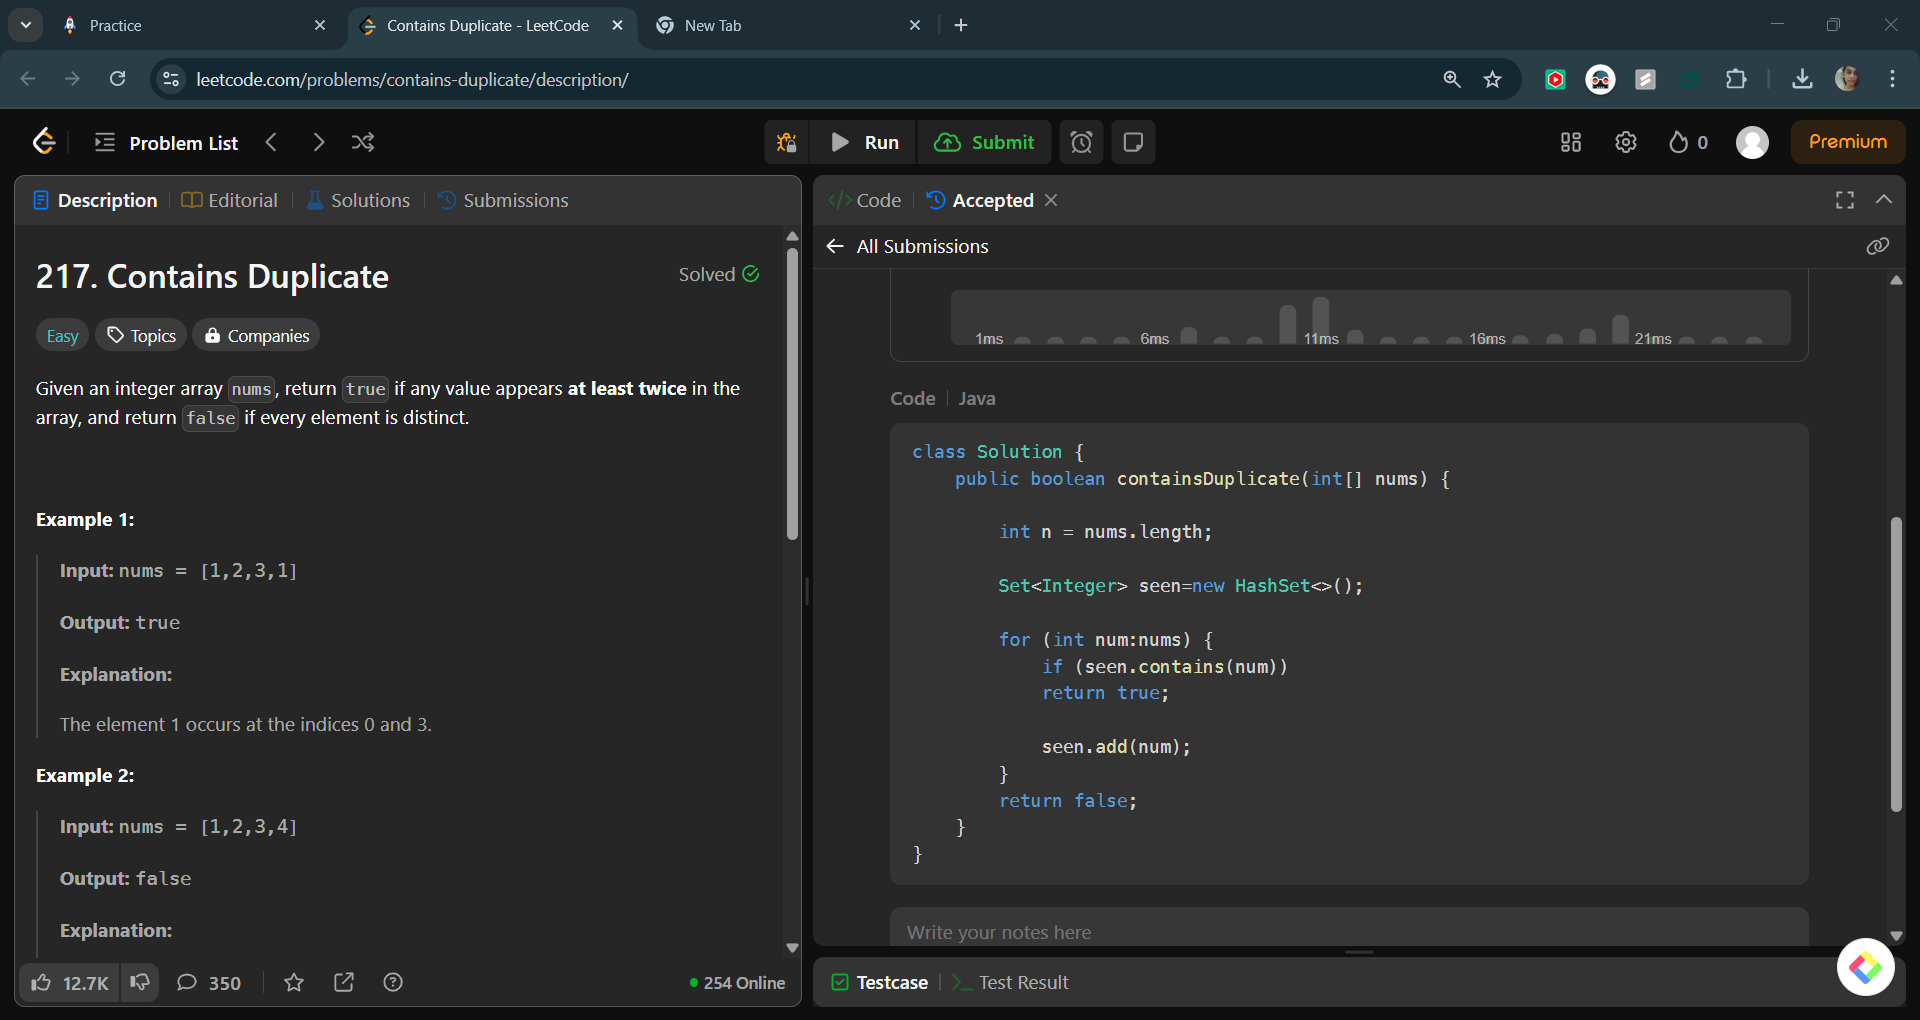 Practice
Contains Duplicate - LeetCode
New Tab
leetcode.com/problems/contains-duplicate/description/
Problem List
Run
Submit
0
Premium
Description
Editorial
Solutions
Submissions
217. Contains Duplicate
Solved
Easy
Topics
Companies
Given an integer array nums, return true if any value appears at least twice in the
array, and return false if every element is distinct.
Example 1:
Input: nums = [1,2,3,1]
Output: true
Explanation:
The element 1 occurs at the indices 0 and 3.
Example 2:
Input: nums = [1,2,3,4]
Output: false
Explanation:
12.7K
350
254 Online
</> Code
Accepted
All Submissions
1ms 6ms 11ms 16ms 21ms
Code
Java
class Solution {
    public boolean containsDuplicate(int[] nums) {
        int n = nums.length;
        Set<Integer> seen=new HashSet<>();
        for (int num:nums) {
            if (seen.contains(num))
            return true;
            seen.add(num);
        }
        return false;
    }
}
Write your notes here
Testcase
Test Result